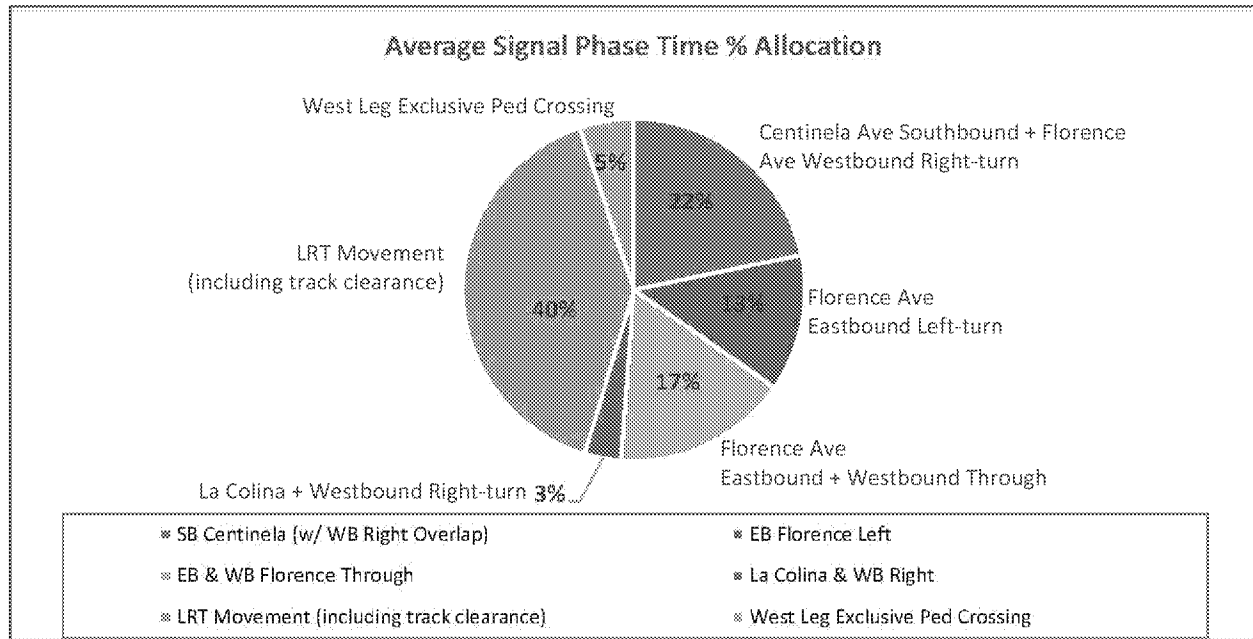 Average Signal Phase Time % Allocation
West Leg Exclusive Ped Crossing
5%
Centinela Ave Southbound + Florence
Ave Westbound Right-turn
22%
LRT Movement
(including track clearance)
40%
13%
Florence Ave
Eastbound Left-turn
17%
Florence Ave
Eastbound + Westbound Through
La Colina + Westbound Right-turn 3%
SB Centinela (w/ WB Right Overlap)
EB Florence Left
EB & WB Florence Through
La Colina & WB Right
LRT Movement (including track clearance)
West Leg Exclusive Ped Crossing